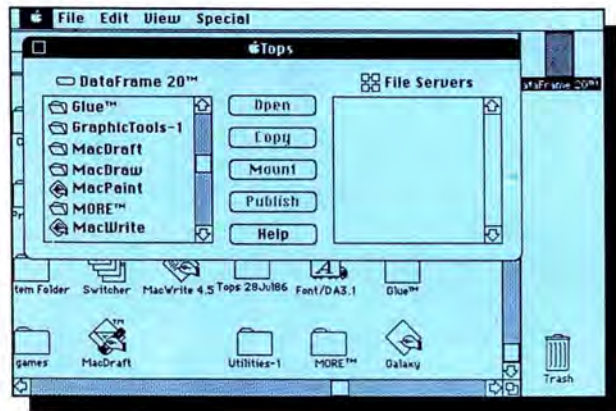 File Edit View Special
Tops
DataFrame 20™
File Servers
Glue™
GraphicTools-1
MacDraft
MacDraw
MacPaint
MORE™
MacWrite
Open
Copy
Mount
Publish
Help
ataFrame 20™
tem Folder
Switcher
MacWrite 4.5
Tops 28Jul86
Font/DA3.1
Glue™
games
MacDraft
Utilities-1
MORE™
Galaxy
Trash